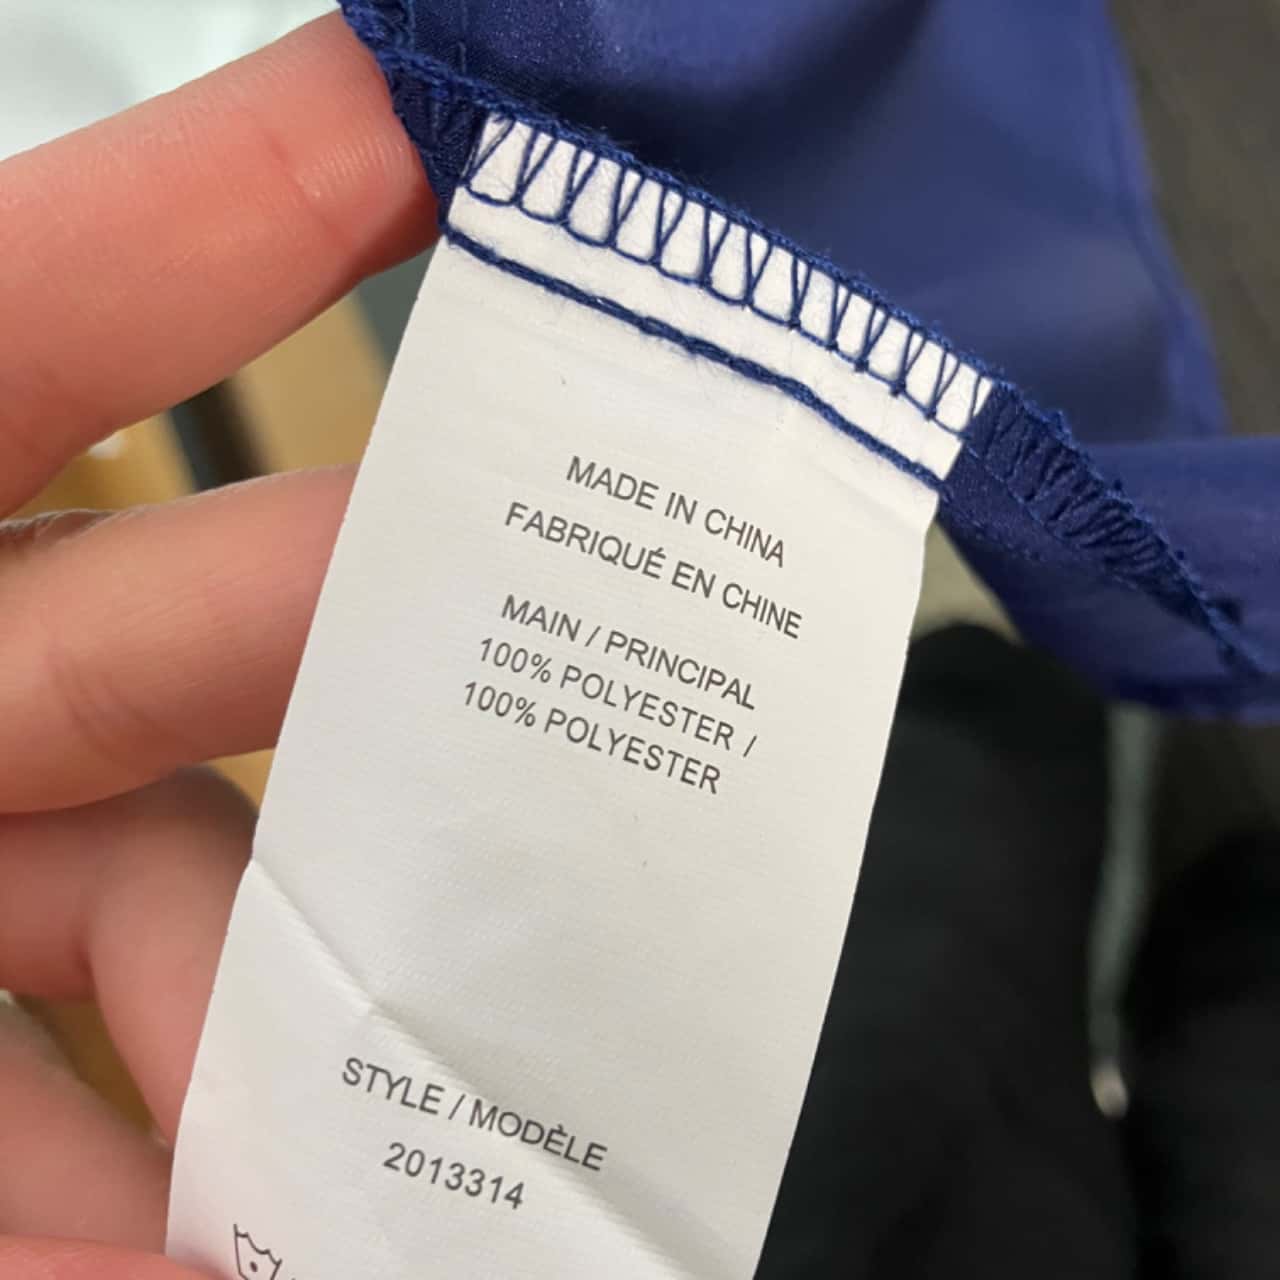 MADE IN CHINA
FABRIQUÉ EN CHINE
MAIN / PRINCIPAL
100% POLYESTER /
100% POLYESTER
STYLE / MODÈLE
2013314